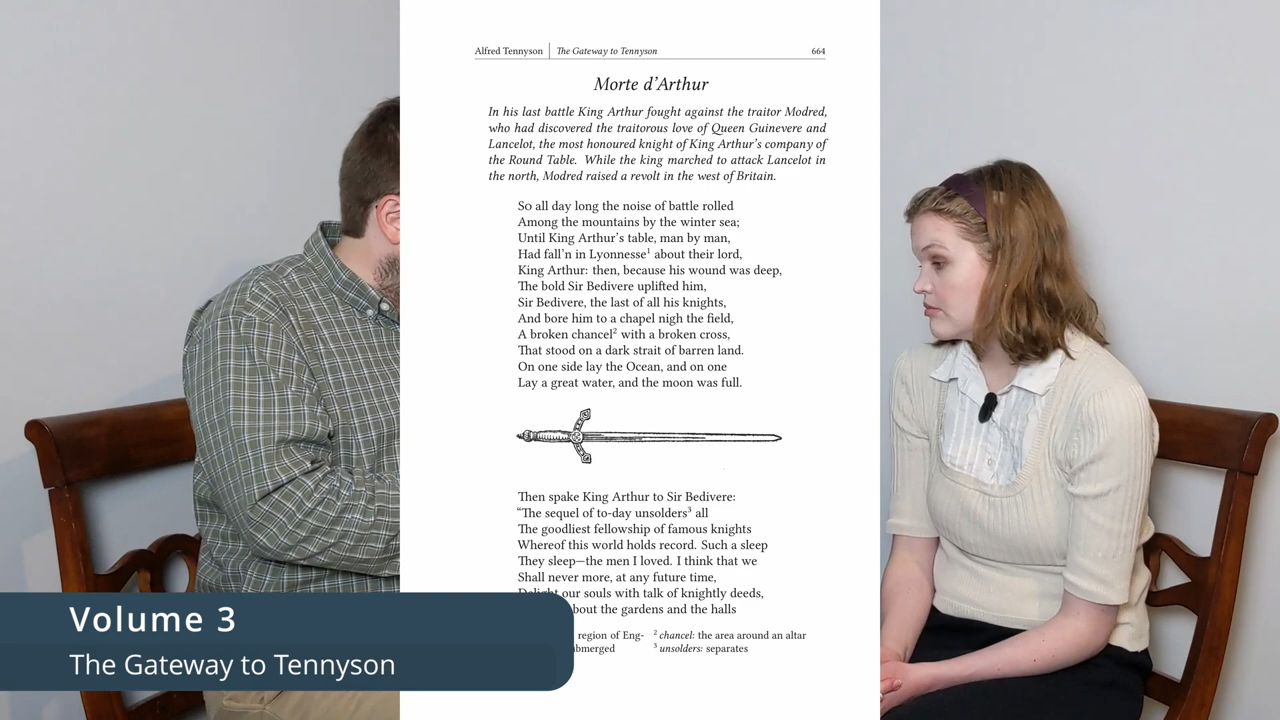 Alfred Tennyson | The Gateway to Tennyson 664
Morte d'Arthur
In his last battle King Arthur fought against the traitor Modred,
who had discovered the traitorous love of Queen Guinevere and
Lancelot, the most honoured knight of King Arthur's company of
the Round Table. While the king marched to attack Lancelot in
the north, Modred raised a revolt in the west of Britain.
SO all day long the noise of battle rolled
Among the mountains by the winter sea;
Until King Arthur's table, man by man,
Had fall'n in Lyonnesse¹ about their lord,
King Arthur: then, because his wound was deep,
The bold Sir Bedivere uplifted him,
Sir Bedivere, the last of all his knights,
And bore him to a chapel nigh the field,
A broken chancel² with a broken cross,
That stood on a dark strait of barren land.
On one side lay the Ocean, and on one
Lay a great water, and the moon was full.
Then spake King Arthur to Sir Bedivere:
“The sequel of to-day unsolders³ all
The goodliest fellowship of famous knights
Whereof this world holds record. Such a sleep
They sleep—the men I loved. I think that we
Shall never more, at any future time,
Delight our souls with talk of knightly deeds,
bout the gardens and the halls
region of Eng-
bmerged
² chancel: the area around an altar
³ unsolders: separates
Volume 3
The Gateway to Tennyson